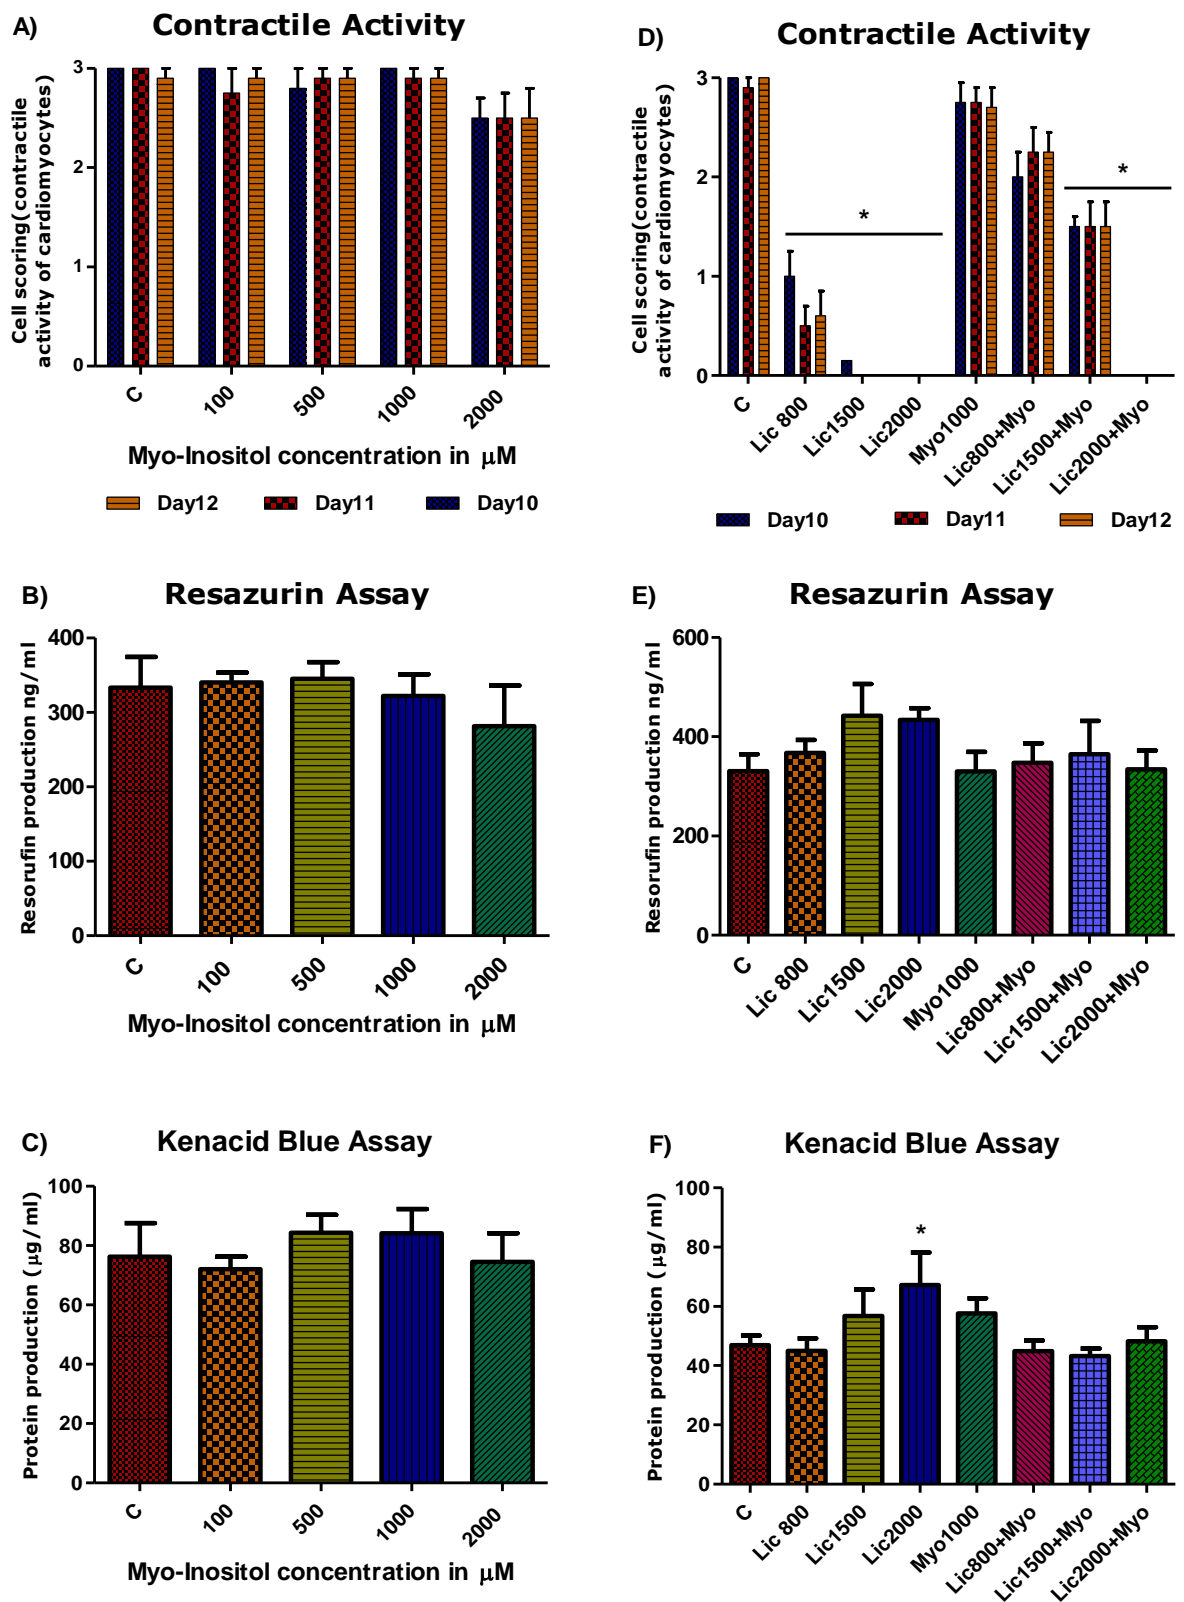 A)
Contractile Activity
Cell scoring(contractile
activity of cardiomyocytes)
3
2
1
0
C
100
500
1000
2000
Myo-Inositol concentration in μM
Day12
Day11
Day10
D)
Contractile Activity
Cell scoring(contractile
activity of cardiomyocytes)
3
2
1
0
*
*
C
Lic 800
Lic1500
Lic2000
Myo1000
Lic800+Myo
Lic1500+Myo
Lic2000+Myo
Day10
Day11
Day12
B)
Resazurin Assay
Resorufin production ng/ml
400
300
200
100
0
C
100
500
1000
2000
Myo-Inositol concentration in μM
E)
Resazurin Assay
Resorufin production ng/ml
600
400
200
0
C
Lic 800
Lic1500
Lic2000
Myo1000
Lic800+Myo
Lic1500+Myo
Lic2000+Myo
C)
Kenacid Blue Assay
Protein production (μg/ml)
100
80
60
40
20
0
C
100
500
1000
2000
Myo-Inositol concentration in μM
F)
Kenacid Blue Assay
Protein production (μg/ml)
100
80
60
40
20
0
*
C
Lic 800
Lic1500
Lic2000
Myo1000
Lic800+Myo
Lic1500+Myo
Lic2000+Myo